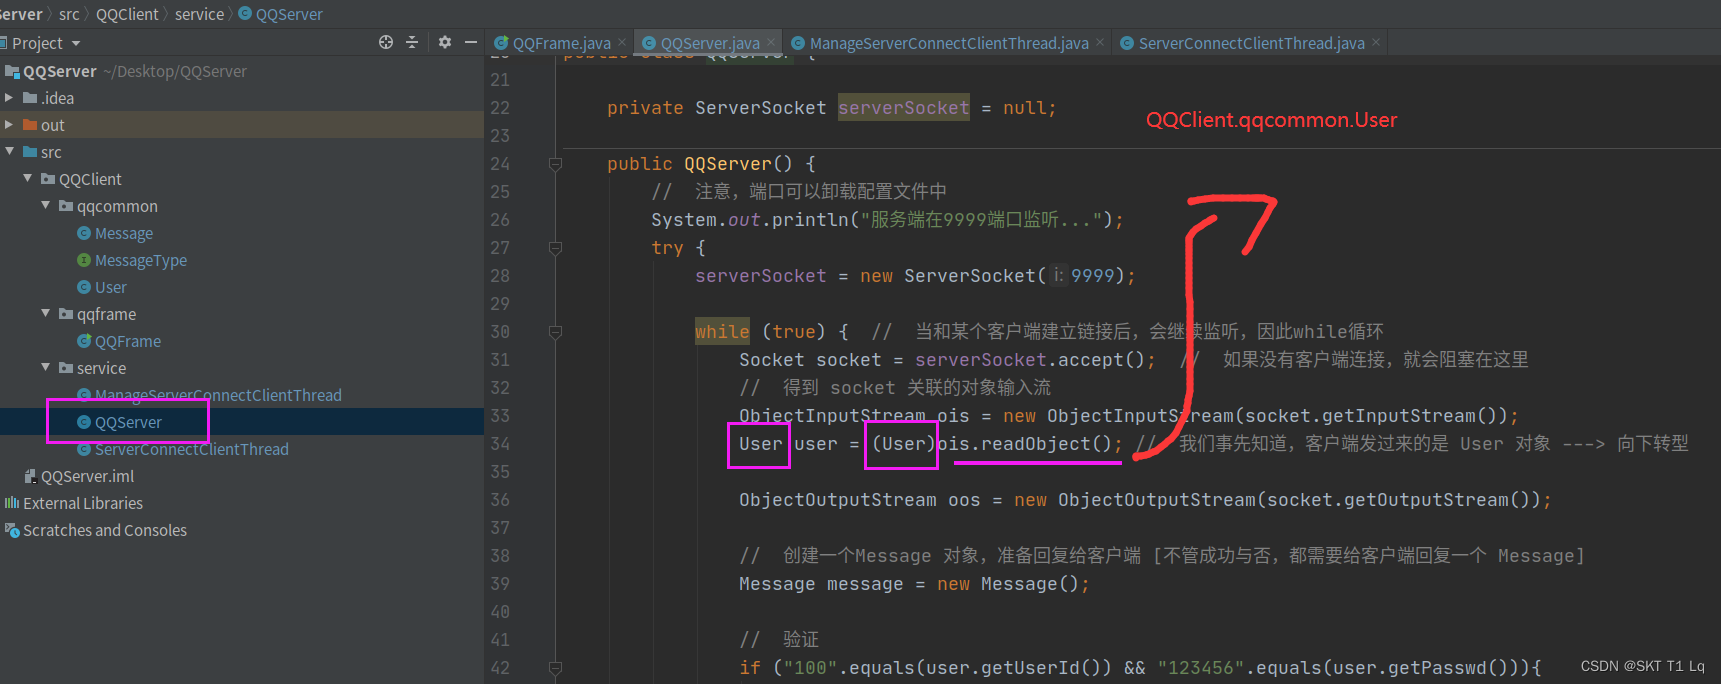 Server 〉 src 〉 QQClient 〉 service 〉 QQServer
Project
QQFrame.java × QQServer.java × ManageServerConnectClientThread.java × ServerConnectClientThread.java ×
QQServer ~/Desktop/QQServer
.idea
out
src
QQClient
qqcommon
Message
MessageType
User
qqframe
QQFrame
service
ManageServerConnectClientThread
QQServer
ServerConnectClientThread
QQServer.iml
External Libraries
Scratches and Consoles
21
22 private ServerSocket serverSocket = null;
QQClient.qqcommon.User
23
24 public QQServer() {
25 // 注意，端口可以卸载配置文件中
26 System.out.println("服务端在9999端口监听...");
27 try {
28 serverSocket = new ServerSocket( i: 9999);
29
30 while (true) { // 当和某个客户端建立链接后，会继续监听，因此while循环
31 Socket socket = serverSocket.accept(); // 如果没有客户端连接，就会阻塞在这里
32 // 得到 socket 关联的对象输入流
33 ObjectInputStream ois = new ObjectInputStream(socket.getInputStream());
34 User user = (User)ois.readObject(); // 我们事先知道，客户端发过来的是 User 对象 ---> 向下转型
35
36 ObjectOutputStream oos = new ObjectOutputStream(socket.getOutputStream());
37
38 // 创建一个Message 对象，准备回复给客户端 [不管成功与否，都需要给客户端回复一个 Message]
39 Message message = new Message();
40
41 // 验证
42 if ("100".equals(user.getUserId()) && "123456".equals(user.getPasswd())){
CSDN @SKT T1 Lq